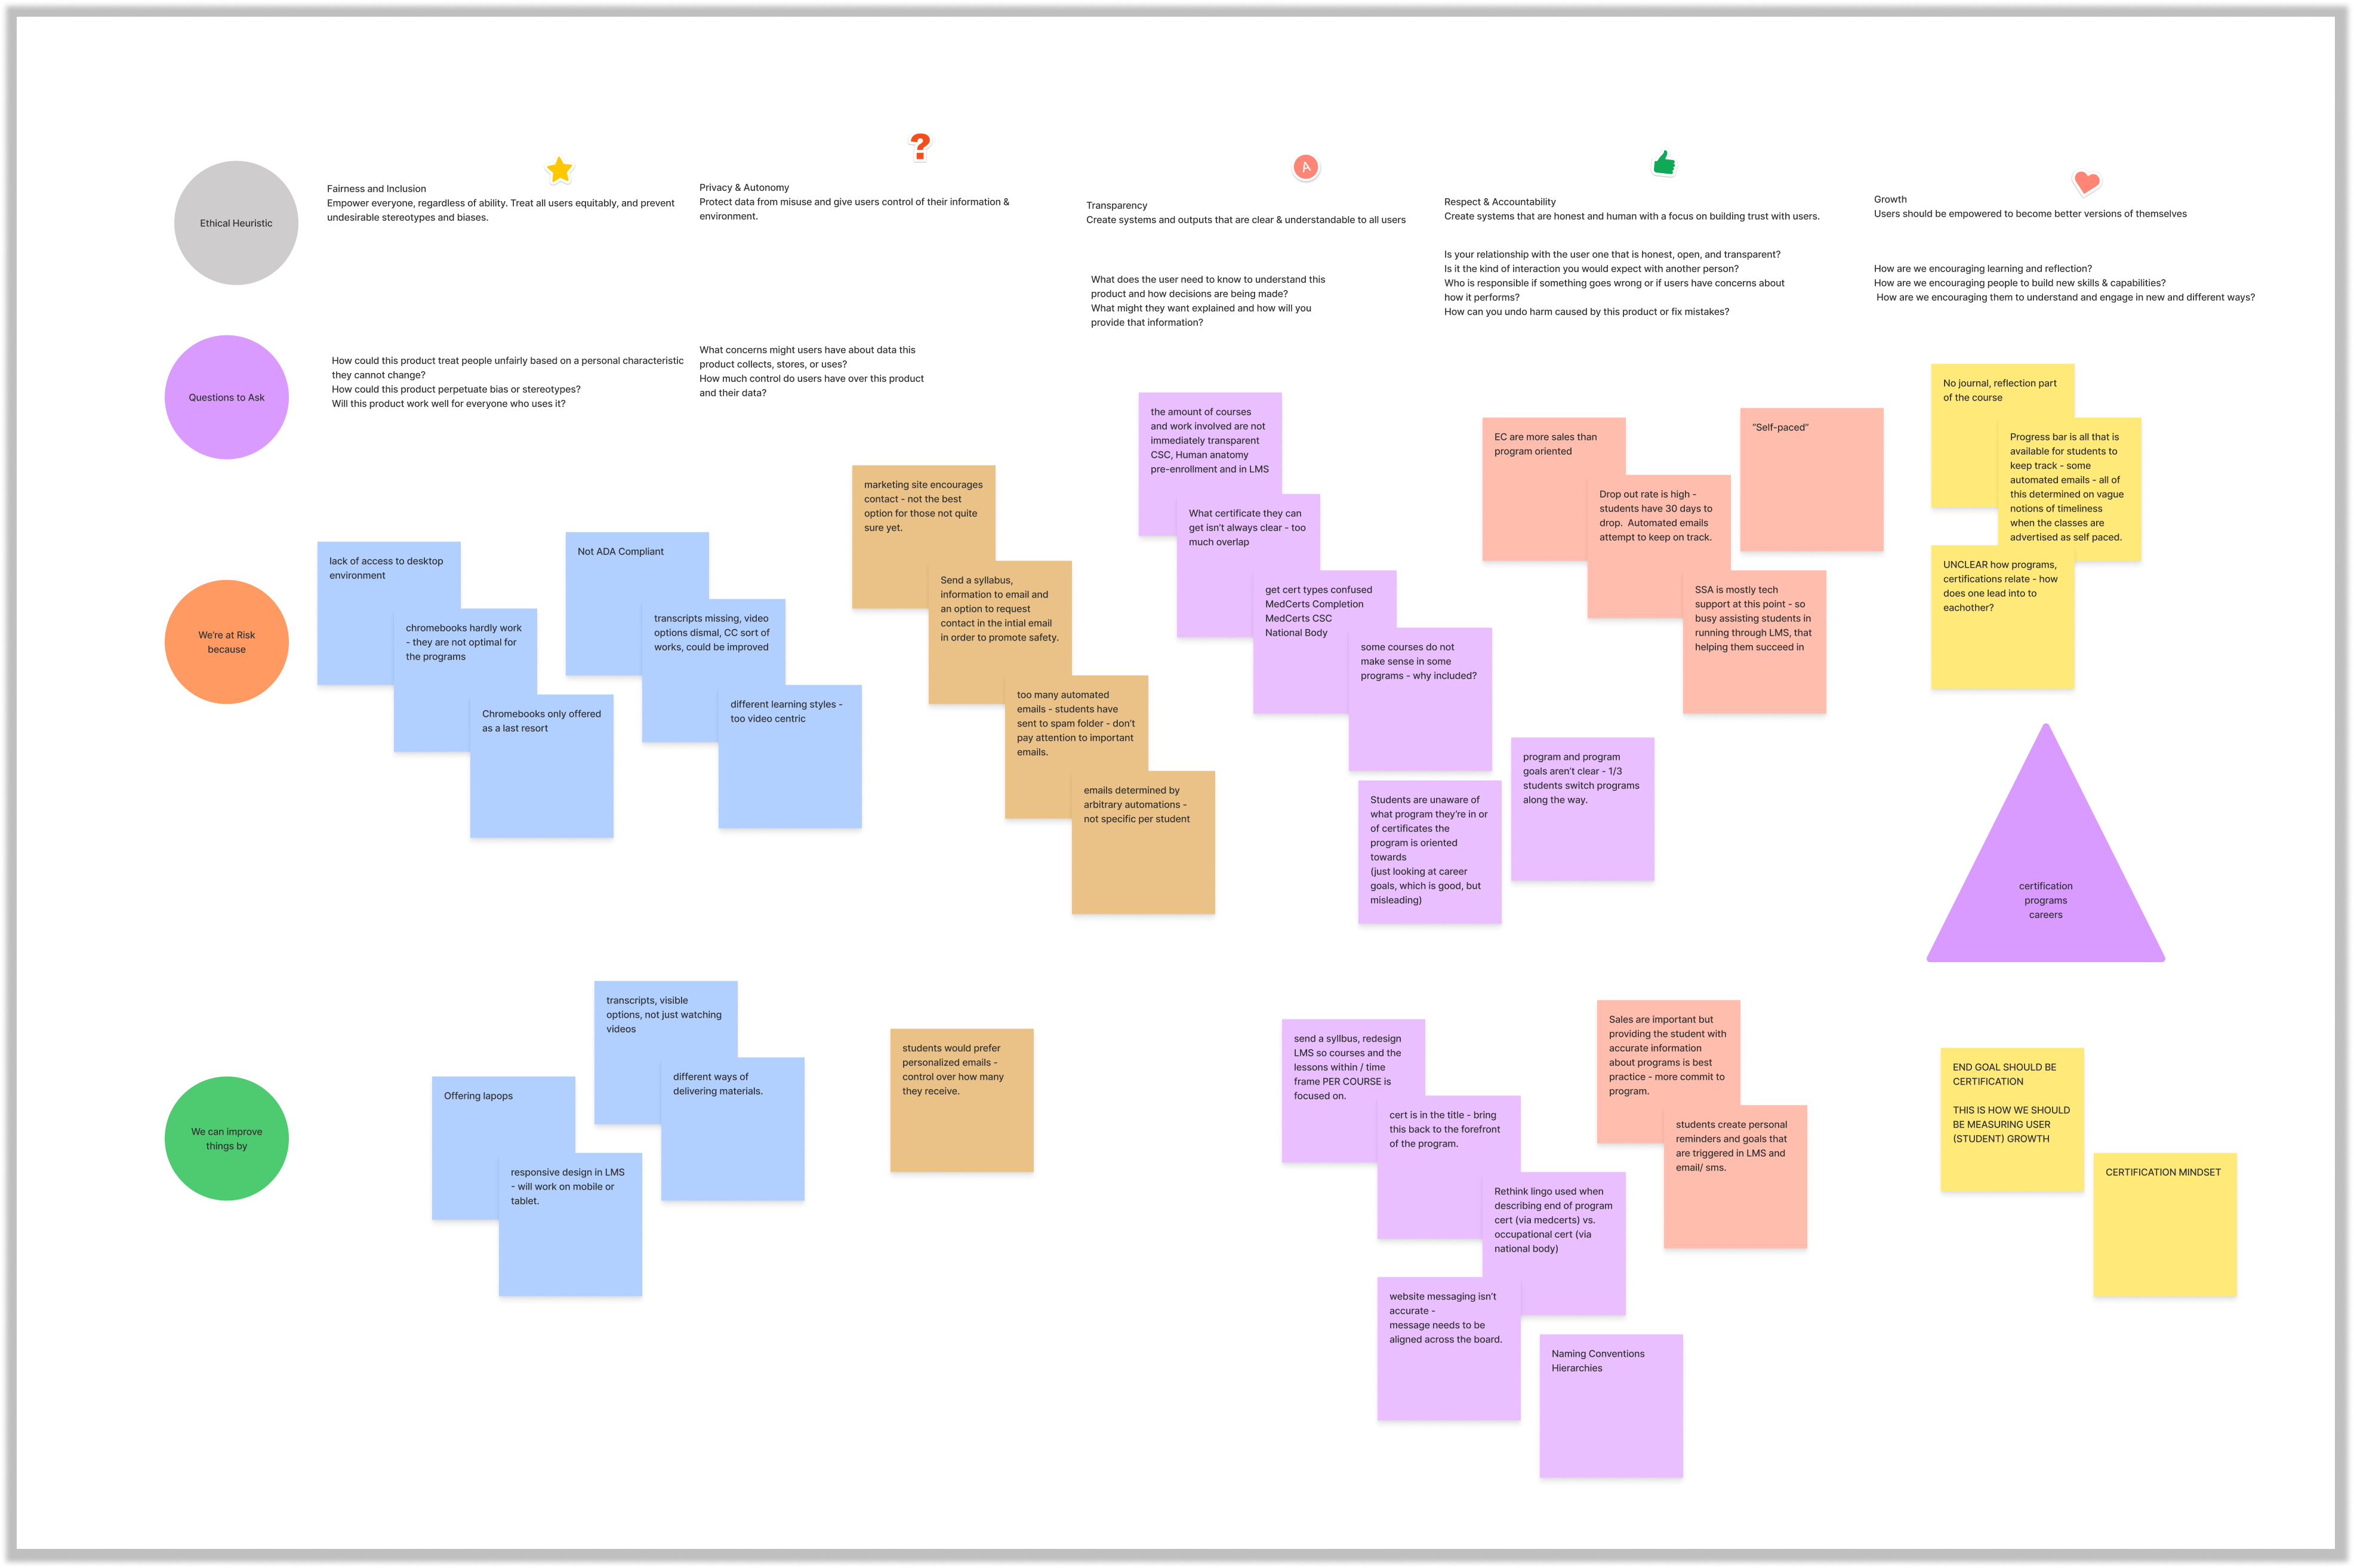 Ethical Heuristic
Fairness and Inclusion
Empower everyone, regardless of ability. Treat all users equitably, and prevent
undesirable stereotypes and biases.
Privacy & Autonomy
Protect data from misuse and give users control of their information &
environment.
A
Transparency
Create systems and outputs that are clear & understandable to all users
Respect & Accountability
Create systems that are honest and human with a focus on building trust with users.
Growth
Users should be empowered to become better versions of themselves
Questions to Ask
How could this product treat people unfairly based on a personal characteristic
they cannot change?
How could this product perpetuate bias or stereotypes?
Will this product work well for everyone who uses it?
What concerns might users have about data this
product collects, stores, or uses?
How much control do users have over this product
and their data?
What does the user need to know to understand this
product and how decisions are being made?
What might they want explained and how will you
provide that information?
Is your relationship with the user one that is honest, open, and transparent?
Is it the kind of interaction you would expect with another person?
Who is responsible if something goes wrong or if users have concerns about
how it performs?
How can you undo harm caused by this product or fix mistakes?
How are we encouraging learning and reflection?
How are we encouraging people to build new skills & capabilities?
How are we encouraging them to understand and engage in new and different ways?
We're at Risk
because
lack of access to desktop
environment
chromebooks hardly work
- they are not optimal for
the programs
Chromebooks only offered
as a last resort
Not ADA Compliant
transcripts missing, video
options dismal, CC sort of
works, could be improved
different learning styles -
too video centric
marketing site encourages
contact - not the best
option for those not quite
sure yet.
Send a syllabus,
information to email and
an option to request
contact in the intial email
in order to promote safety.
too many automated
emails - students have
sent to spam folder - don't
pay attention to important
emails.
emails determined by
arbitrary automations -
not specific per student
the amount of courses
and work involved are not
immediately transparent
CSC, Human anatomy
pre-enrollment and in LMS
What certificate they can
get isn't always clear - too
much overlap
get cert types confused
MedCerts Completion
MedCerts CSC
National Body
some courses do not
make sense in some
programs - why included?
Students are unaware of
what program they're in or
of certificates the
program is oriented
towards
(just looking at career
goals, which is good, but
misleading)
program and program
goals aren't clear - 1/3
students switch programs
along the way.
EC are more sales than
program oriented
Drop out rate is high -
students have 30 days to
drop. Automated emails
attempt to keep on track.
"Self-paced"
SSA is mostly tech
support at this point - so
busy assisting students in
running through LMS, that
helping them succeed in
No journal, reflection part
of the course
Progress bar is all that is
available for students to
keep track - some
automated emails - all of
this determined on vague
notions of timeliness
when the classes are
advertised as self paced.
UNCLEAR how programs,
certifications relate - how
does one lead into to
eachother?
certification
programs
careers
We can improve
things by
Offering lapops
responsive design in LMS
- will work on mobile or
tablet.
transcripts, visible
options, not just watching
videos
different ways of
delivering materials.
students would prefer
personalized emails -
control over how many
they receive.
send a syllbus, redesign
LMS so courses and the
lessons within / time
frame PER COURSE is
focused on.
cert is in the title - bring
this back to the forefront
of the program.
Rethink lingo used when
describing end of program
cert (via medcerts) vs.
occupational cert (via
national body)
website messaging isn't
accurate -
message needs to be
aligned across the board.
Naming Conventions
Hierarchies
Sales are important but
providing the student with
accurate information
about programs is best
practice - more commit to
program.
students create personal
reminders and goals that
are triggered in LMS and
email/ sms.
END GOAL SHOULD BE
CERTIFICATION
THIS IS HOW WE SHOULD
BE MEASURING USER
(STUDENT) GROWTH
CERTIFICATION MINDSET